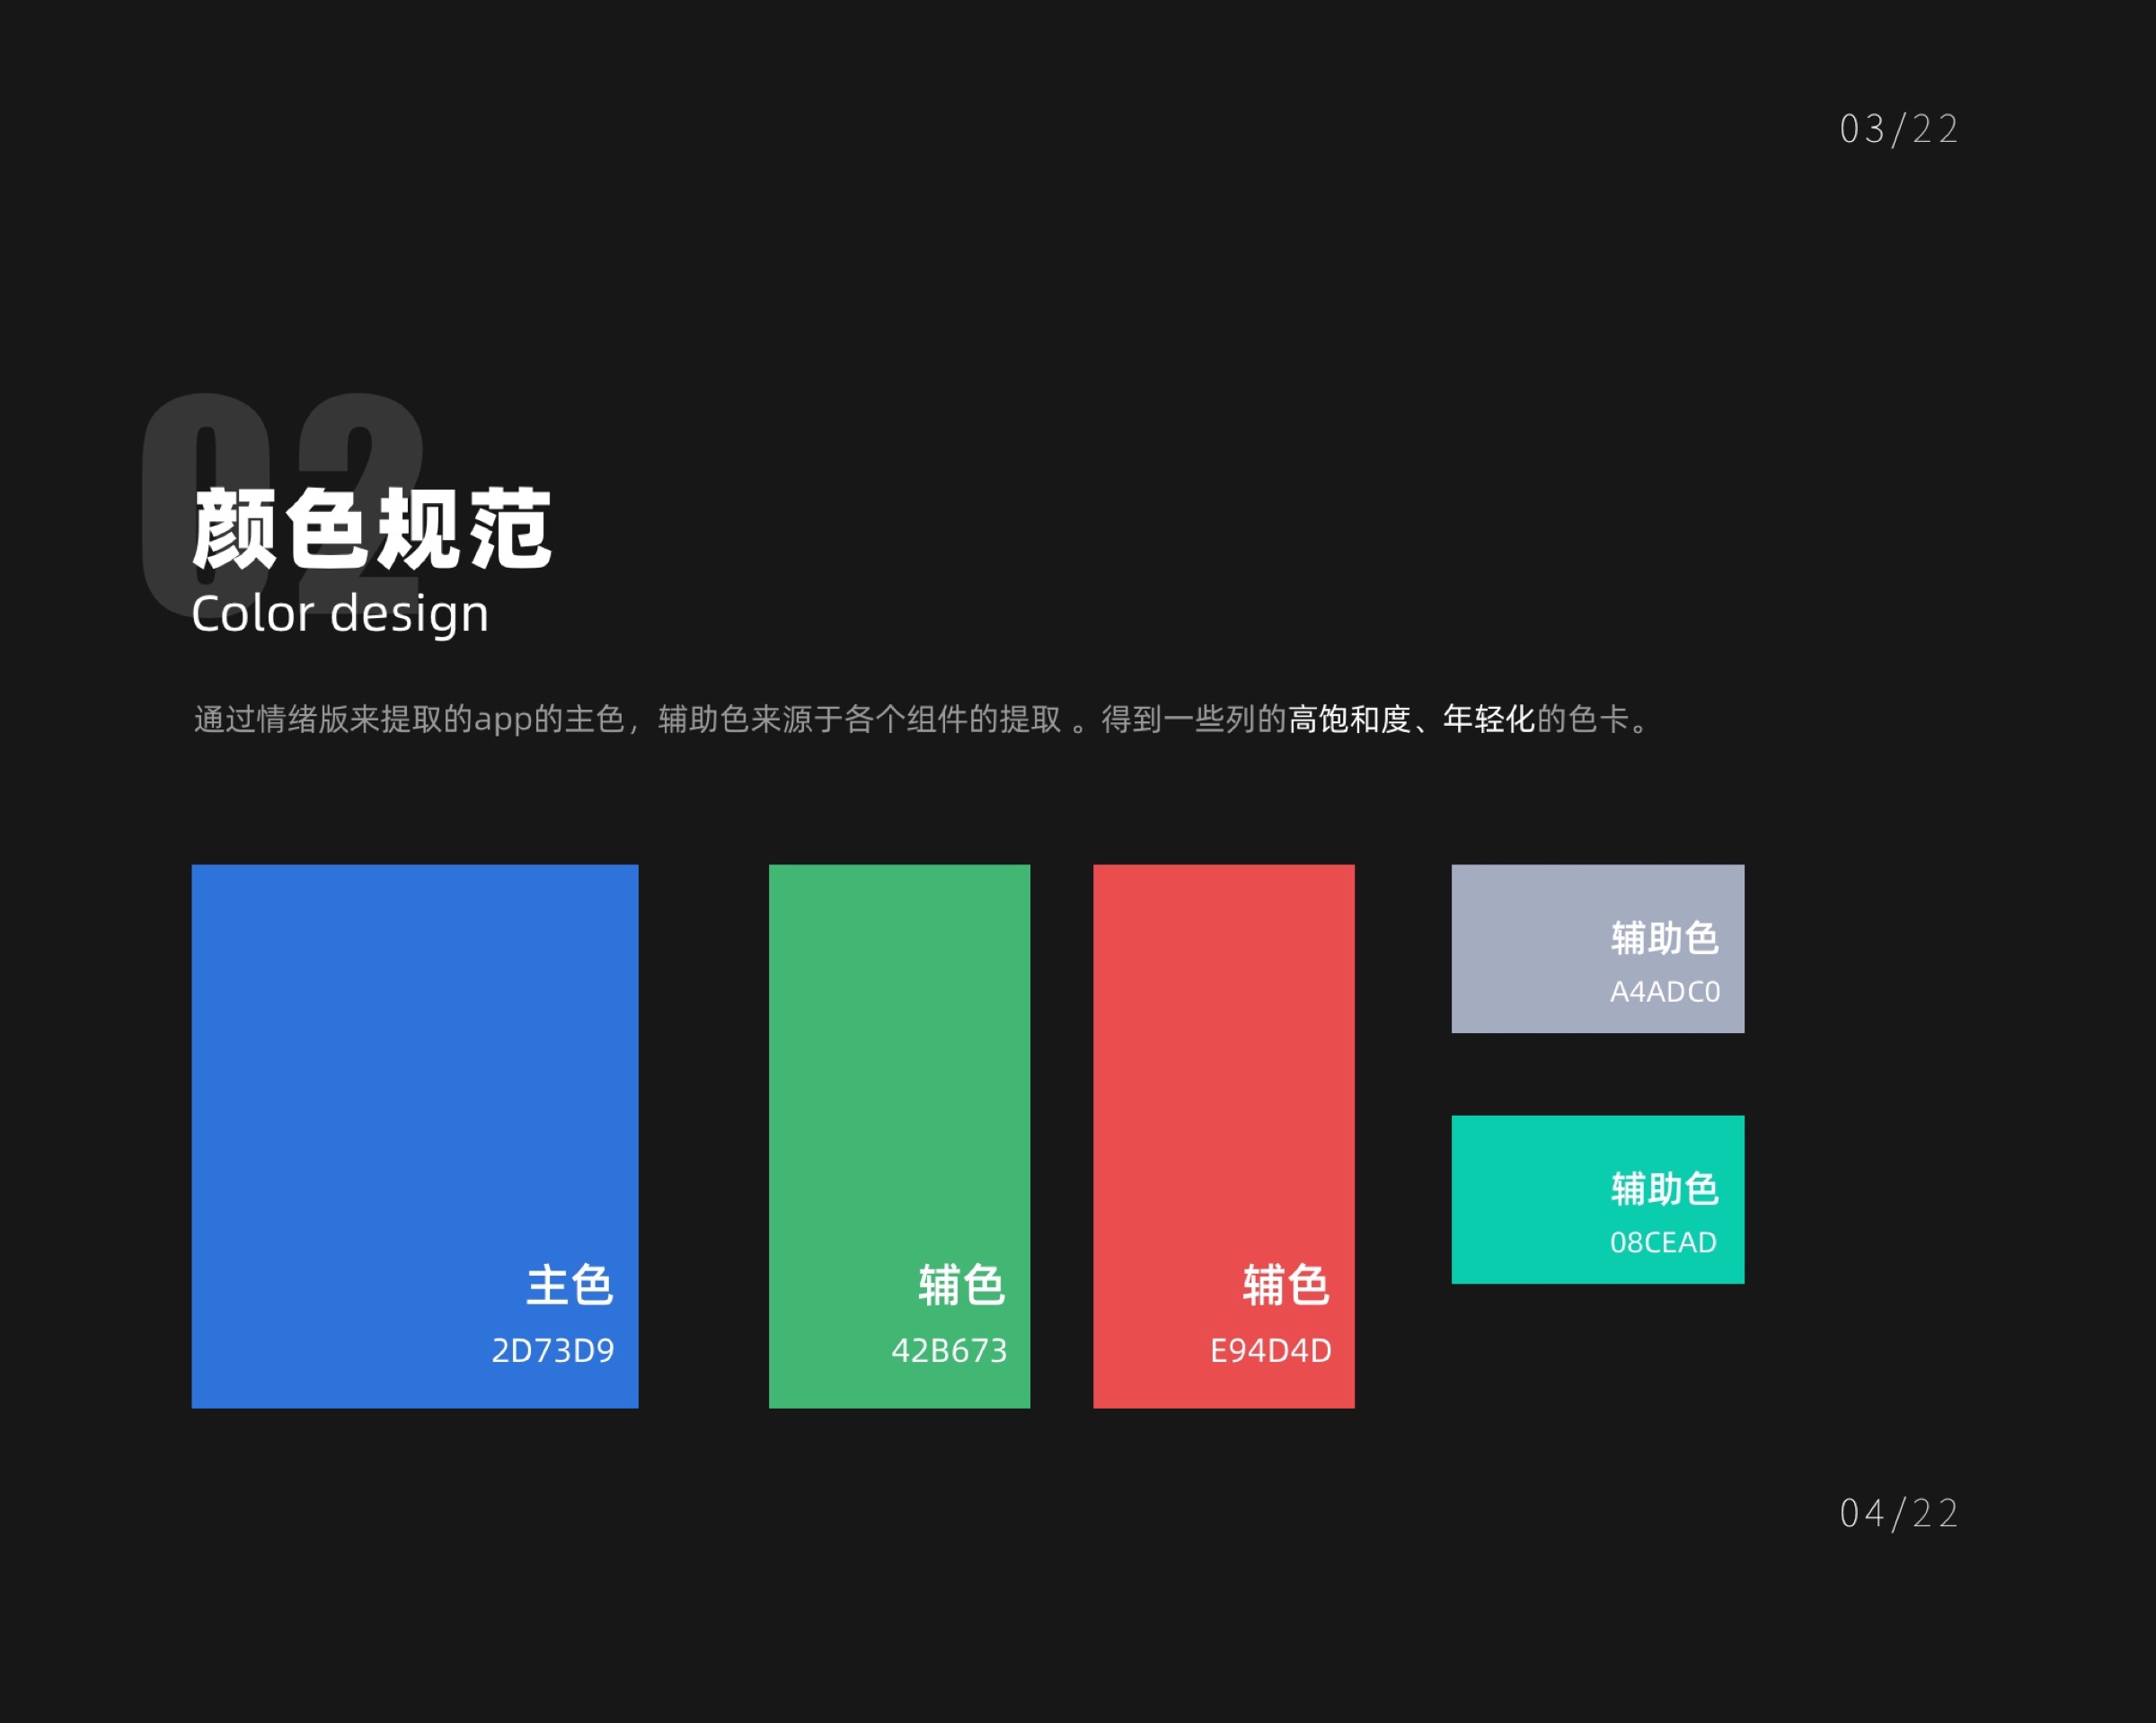 03/22
02
颜色规范
Color design
通过情绪版来提取的app的主色, 辅助色来源于各个组件的提取 。得到一些列的高饱和度、年轻化的色卡。
主色
2D73D9
辅色
42B673
辅色
E94D4D
辅助色
A4ADC0
辅助色
08CEAD
04/22